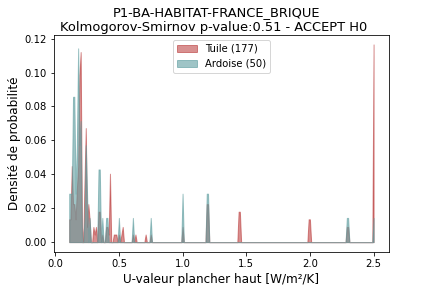 P1-BA-HABITAT-FRANCE_BRIQUE
Kolmogorov-Smirnov p-value:0.51 - ACCEPT H0
Tuile (177)
Ardoise (50)
Densité de probabilité
0.12
0.10
0.08
0.06
0.04
0.02
0.00
0.0 0.5 1.0 1.5 2.0 2.5
U-valeur plancher haut [W/m²/K]